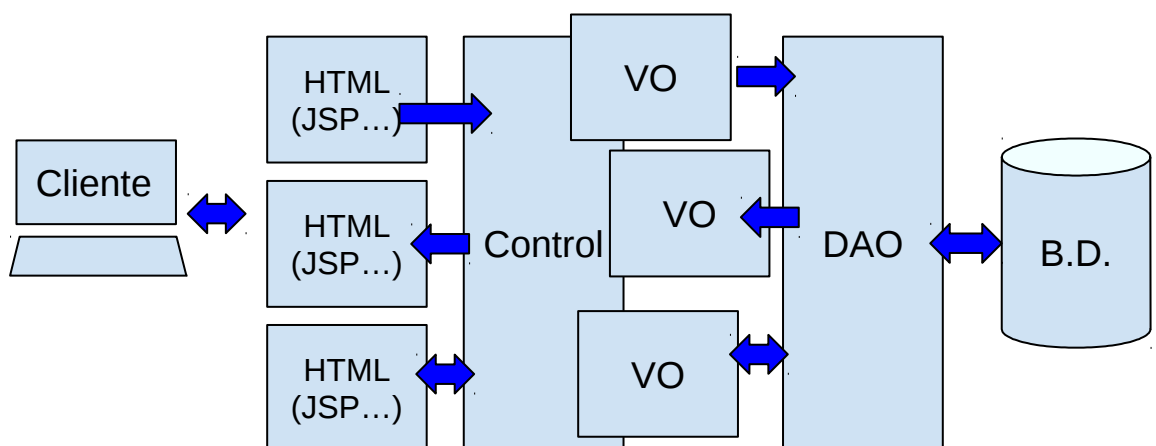 Cliente
HTML
(JSP…)
HTML
(JSP…)
HTML
(JSP…)
Control
VO
VO
VO
DAO
B.D.